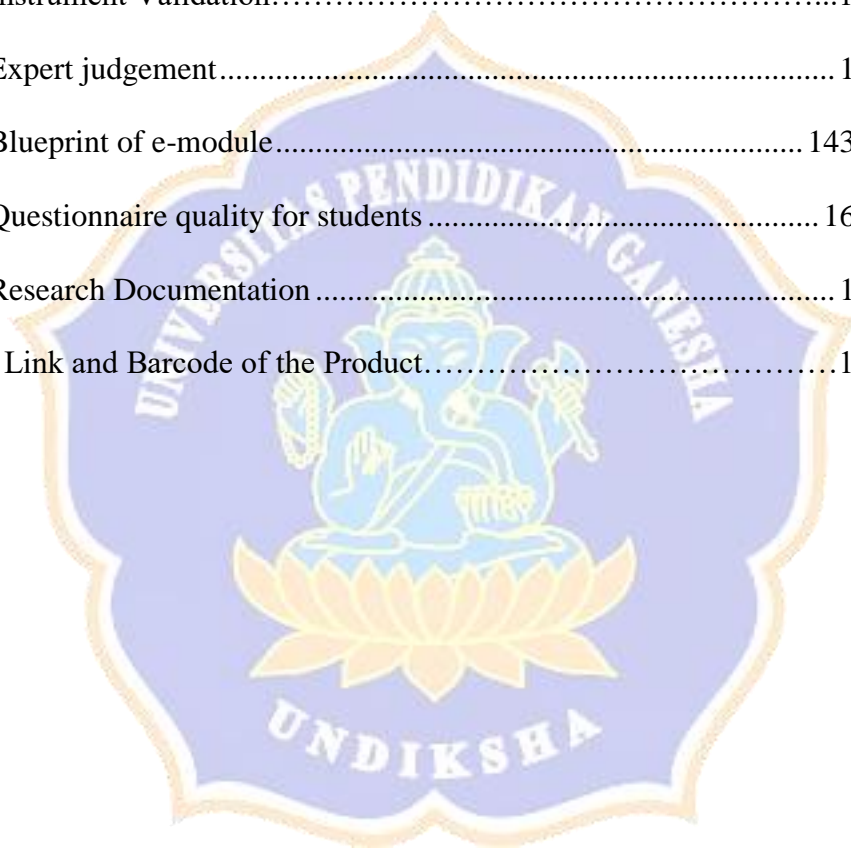 nstrument Validation……………………………………………...1
Expert judgement............................................................................ 1
Blueprint of e-module................................................................. 143
Questionnaire quality for students ................................................ 16
Research Documentation ................................................................ 1
Link and Barcode of the Product…………………………………1
UNIVERSITAS PENDIDIKAN GANESHA
UNDIKSHA